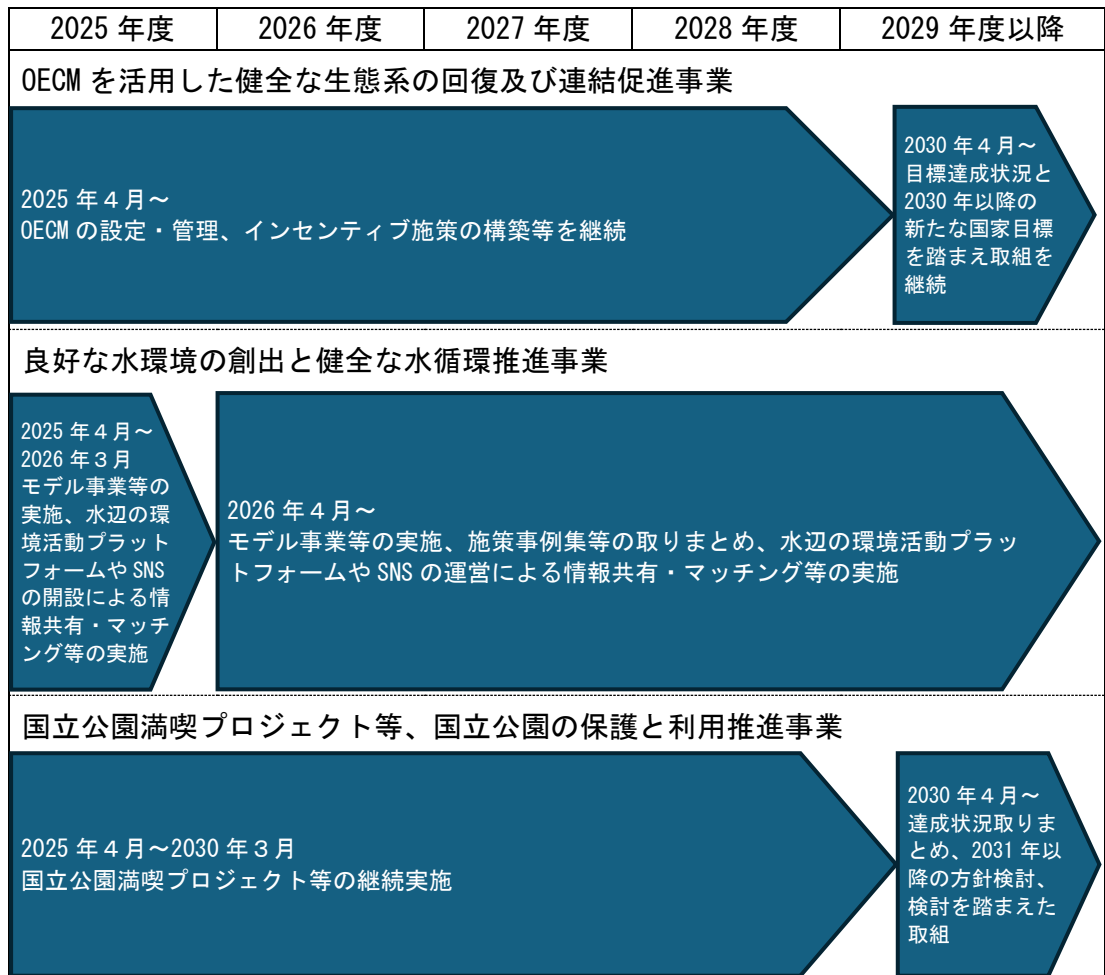 2025 年度 2026 年度 2027 年度 2028 年度 2029 年度以降
OECM を活用した健全な生態系の回復及び連結促進事業
2025 年４月～
OECM の設定・管理、インセンティブ施策の構築等を継続
2030 年４月～
目標達成状況と
2030 年以降の
新たな国家目標
を踏まえ取組を
継続
良好な水環境の創出と健全な水循環推進事業
2025 年４月～
2026 年３月
モデル事業等の
実施、水辺の環
境活動プラット
フォームや SNS
の開設による情
報共有・マッチ
ング等の実施
2026 年４月～
モデル事業等の実施、施策事例集等の取りまとめ、水辺の環境活動プラッ
トフォームや SNS の運営による情報共有・マッチング等の実施
国立公園満喫プロジェクト等、国立公園の保護と利用推進事業
2025 年４月～2030 年３月
国立公園満喫プロジェクト等の継続実施
2030 年４月～
達成状況取りま
とめ、2031 年以
降の方針検討、
検討を踏まえた
取組